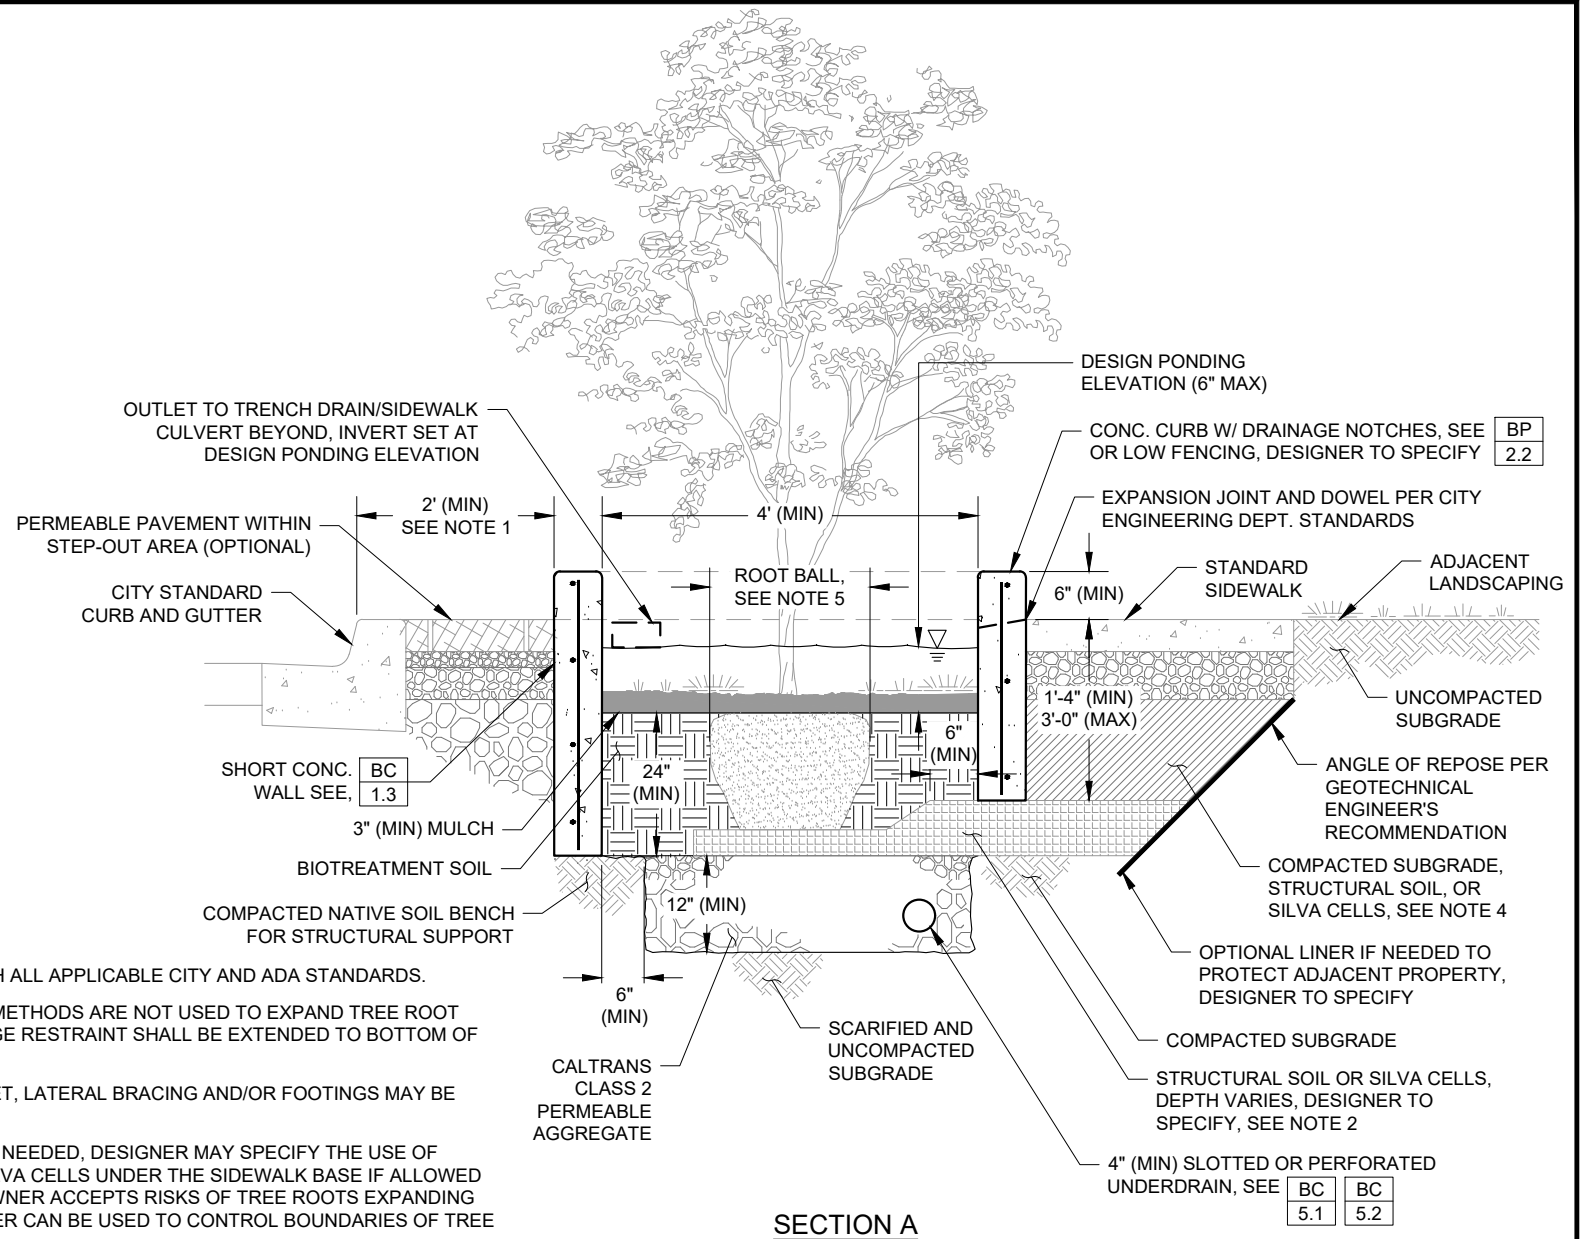 DESIGN PONDING
ELEVATION (6" MAX)
OUTLET TO TRENCH DRAIN/SIDEWALK
CULVERT BEYOND, INVERT SET AT
DESIGN PONDING ELEVATION
CONC. CURB W/ DRAINAGE NOTCHES, SEE
OR LOW FENCING, DESIGNER TO SPECIFY
BP
2.2
2' (MIN)
SEE NOTE 1
4' (MIN)
EXPANSION JOINT AND DOWEL PER CITY
ENGINEERING DEPT. STANDARDS
PERMEABLE PAVEMENT WITHIN
STEP-OUT AREA (OPTIONAL)
CITY STANDARD
CURB AND GUTTER
ROOT BALL,
SEE NOTE 5
6" (MIN)
STANDARD
SIDEWALK
ADJACENT
LANDSCAPING
1'-4" (MIN)
3'-0" (MAX)
UNCOMPACTED
SUBGRADE
6"
(MIN)
24"
(MIN)
SHORT CONC.
WALL SEE,
BC
1.3
3" (MIN) MULCH
BIOTREATMENT SOIL
ANGLE OF REPOSE PER
GEOTECHNICAL
ENGINEER'S
RECOMMENDATION
COMPACTED SUBGRADE,
STRUCTURAL SOIL, OR
SILVA CELLS, SEE NOTE 4
12" (MIN)
COMPACTED NATIVE SOIL BENCH
FOR STRUCTURAL SUPPORT
OPTIONAL LINER IF NEEDED TO
PROTECT ADJACENT PROPERTY,
DESIGNER TO SPECIFY
6"
(MIN)
SCARIFIED AND
UNCOMPACTED
SUBGRADE
COMPACTED SUBGRADE
CALTRANS
CLASS 2
PERMEABLE
AGGREGATE
STRUCTURAL SOIL OR SILVA CELLS,
DEPTH VARIES, DESIGNER TO
SPECIFY, SEE NOTE 2
4" (MIN) SLOTTED OR PERFORATED
UNDERDRAIN, SEE
BC
5.1
BC
5.2
ALL APPLICABLE CITY AND ADA STANDARDS.
METHODS ARE NOT USED TO EXPAND TREE ROOT
RESTRAINT SHALL BE EXTENDED TO BOTTOM OF
LATERAL BRACING AND/OR FOOTINGS MAY BE
NEEDED, DESIGNER MAY SPECIFY THE USE OF
CELLS UNDER THE SIDEWALK BASE IF ALLOWED
ACCEPTS RISKS OF TREE ROOTS EXPANDING
CAN BE USED TO CONTROL BOUNDARIES OF TREE
SECTION A